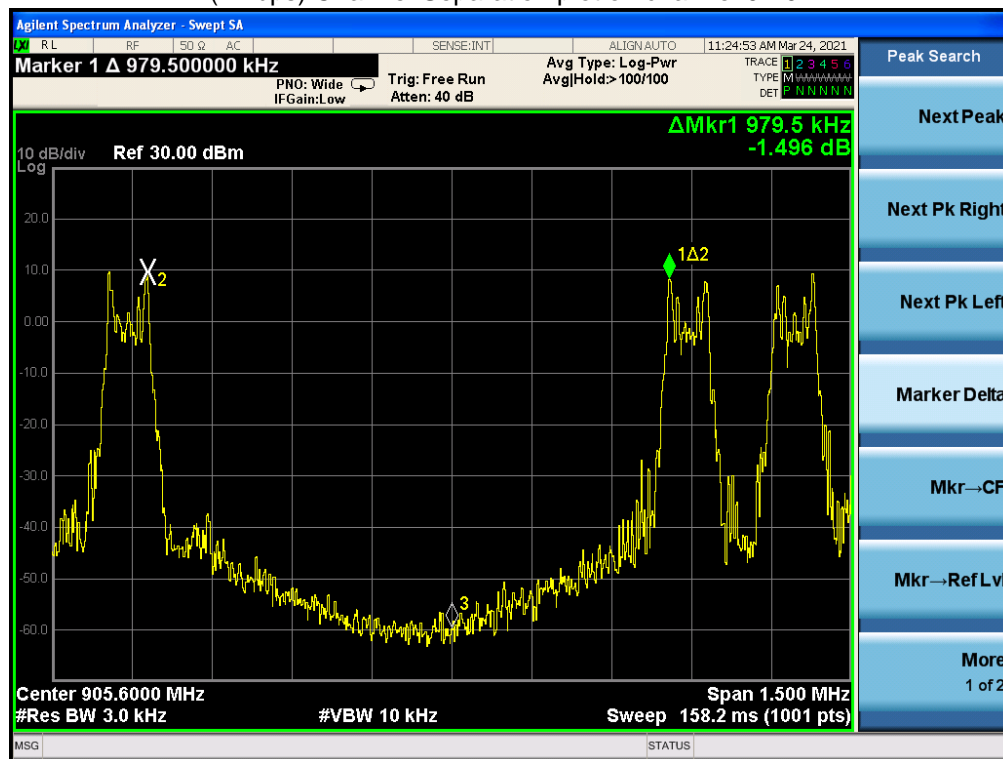 Agilent Spectrum Analyzer - Swept SA
LXI RL RF 50 Ω AC SENSE:INT ALIGN AUTO 11:24:53 AM Mar 24, 2021
Marker 1 Δ 979.500000 kHz
PNO: Wide
IFGain:Low
Trig: Free Run
Atten: 40 dB
Avg Type: Log-Pwr
Avg|Hold:>100/100
TRACE 1 2 3 4 5 6
TYPE M
DET P N N N N N
ΔMkr1 979.5 kHz
-1.496 dB
10 dB/div Ref 30.00 dBm
Log
20.0
10.0
0.00
-10.0
-20.0
-30.0
-40.0
-50.0
-60.0
X2
1Δ2
3
Center 905.6000 MHz Span 1.500 MHz
#Res BW 3.0 kHz #VBW 10 kHz Sweep 158.2 ms (1001 pts)
MSG STATUS
Peak Search
Next Peak
Next Pk Right
Next Pk Left
Marker Delta
Mkr→CF
Mkr→Ref Lvl
More
1 of 2